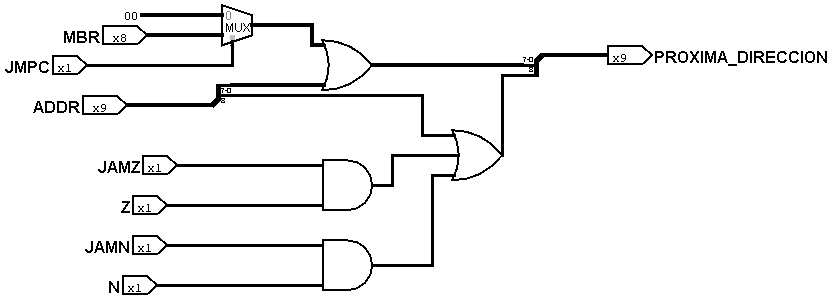 00
0
MBR x8
MUX
JMPC x1
7-0
8
x9 PROXIMA_DIRECCION
ADDR x9
7-0
8
JAMZ x1
Z x1
JAMN x1
N x1